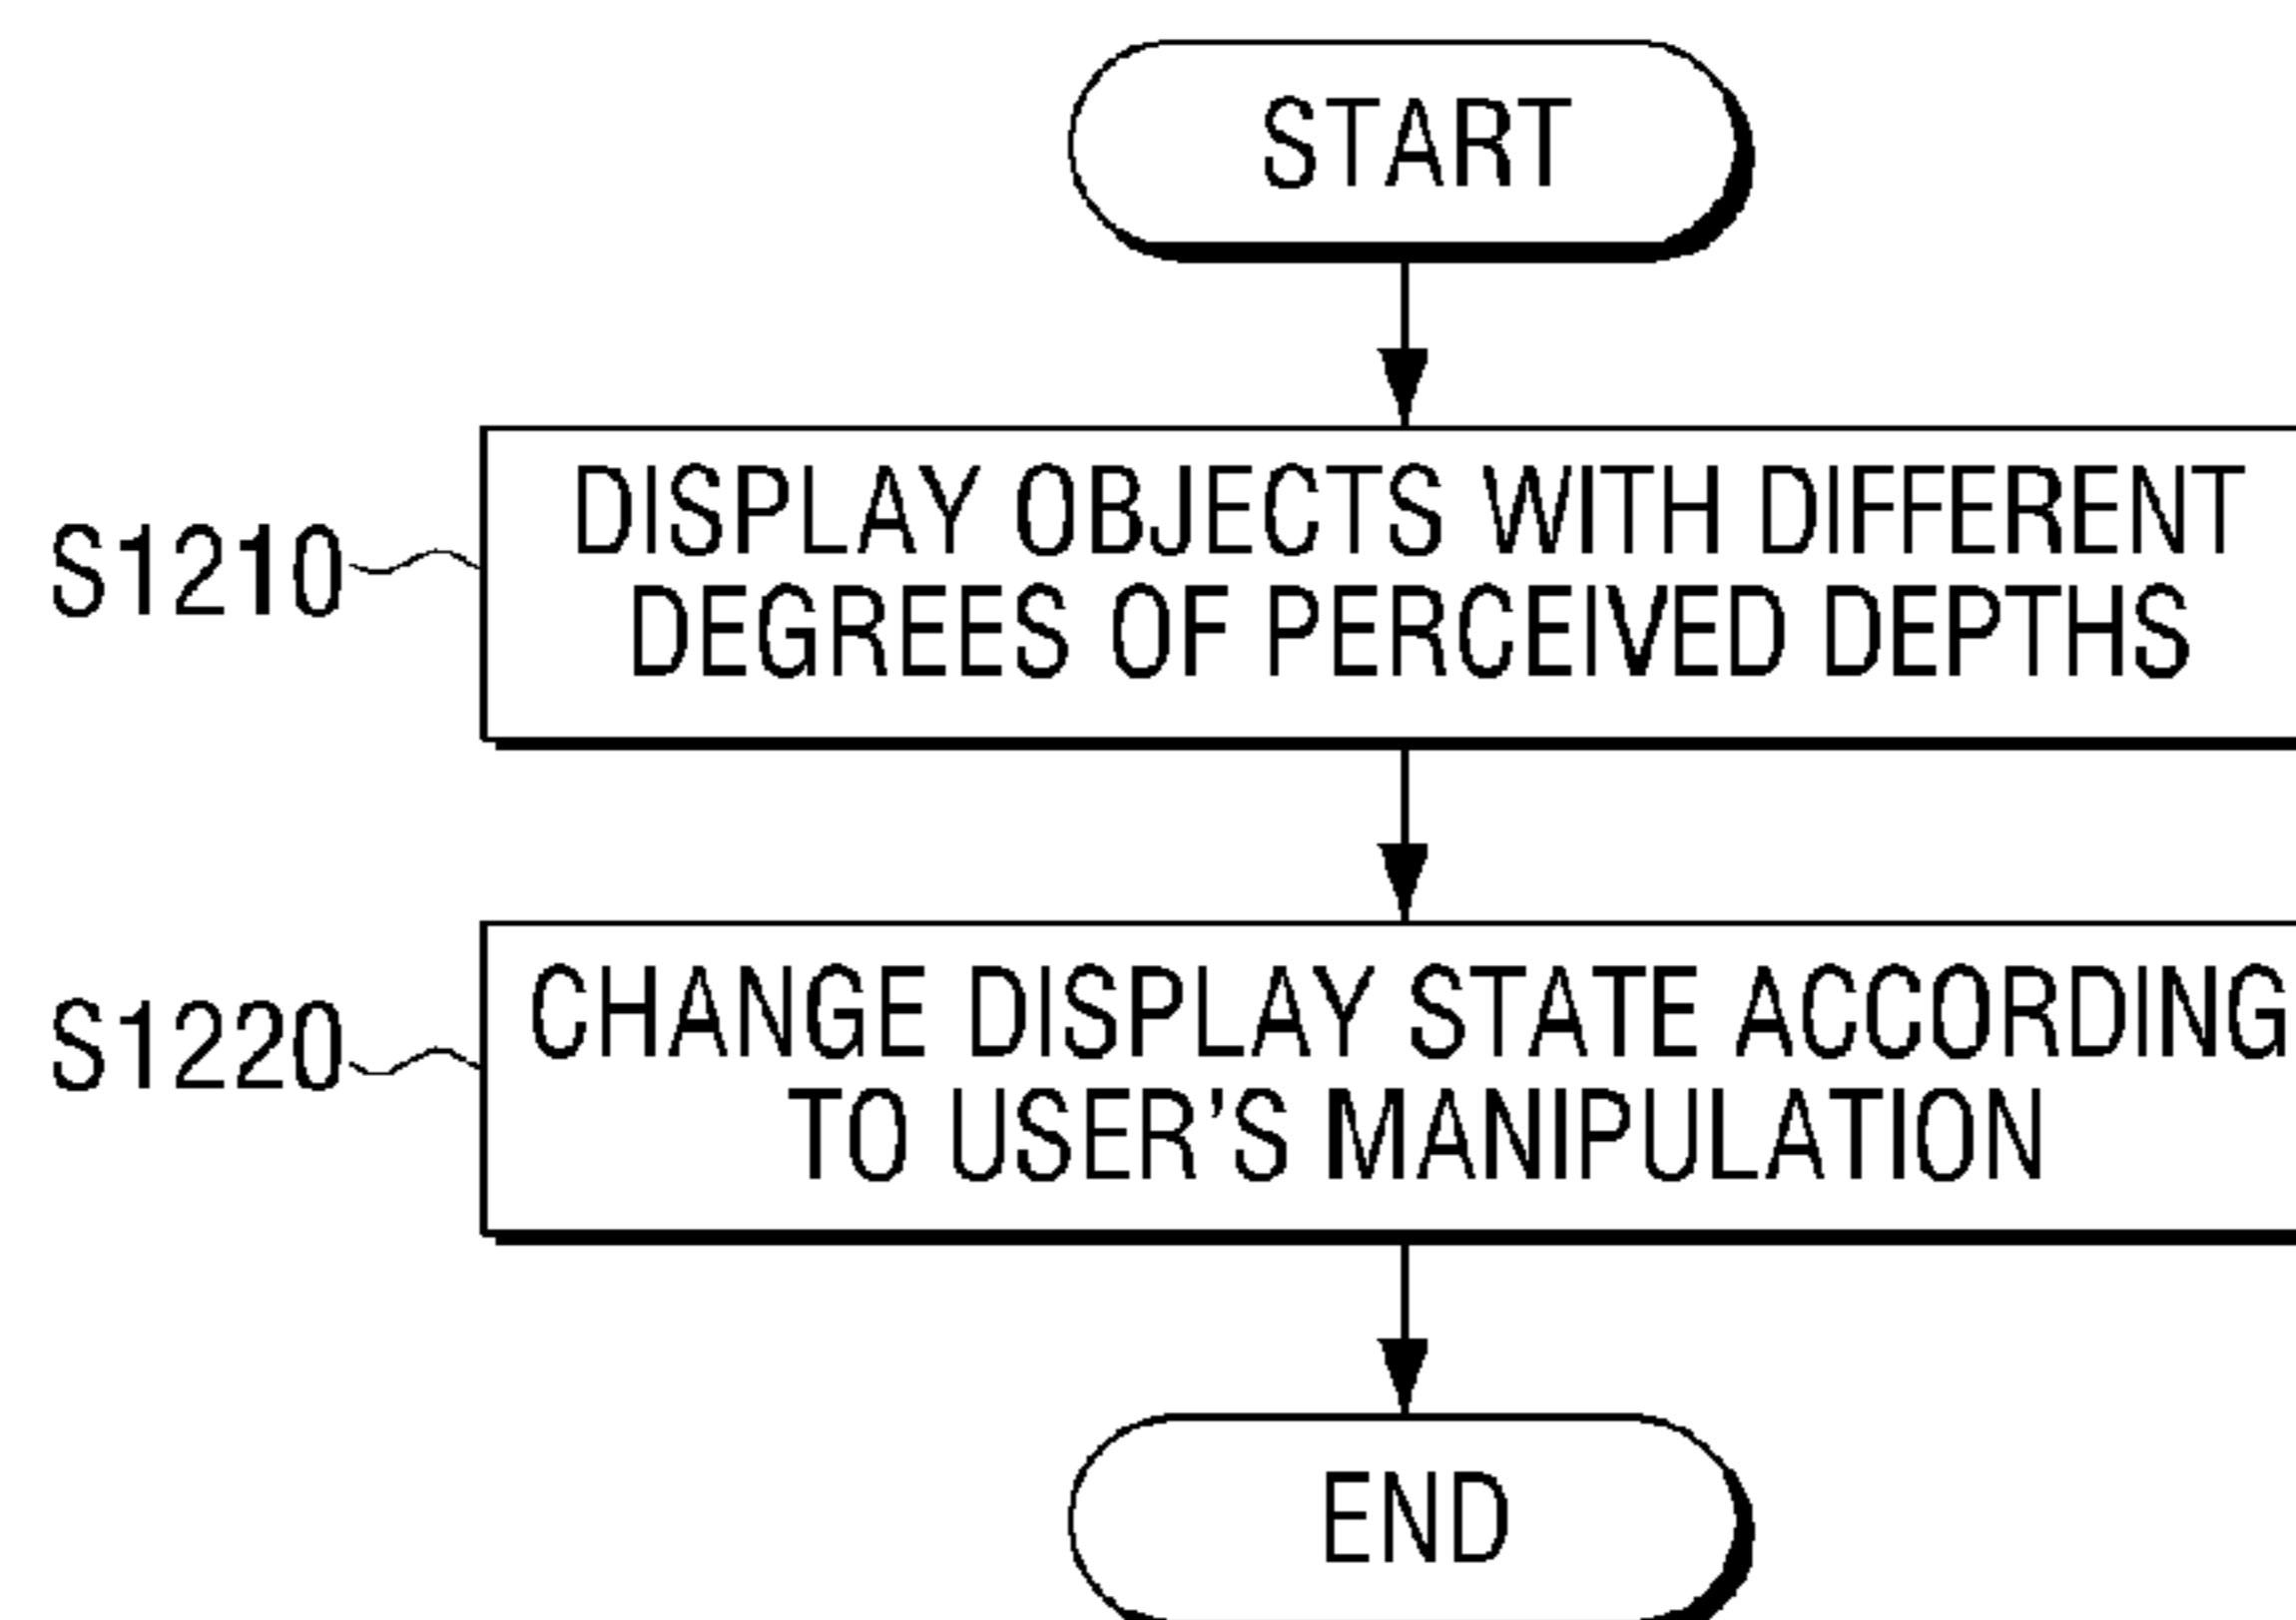 START
S1210
DISPLAY OBJECTS WITH DIFFERENT
DEGREES OF PERCEIVED DEPTHS
S1220
CHANGE DISPLAY STATE ACCORDING
TO USER'S MANIPULATION
END